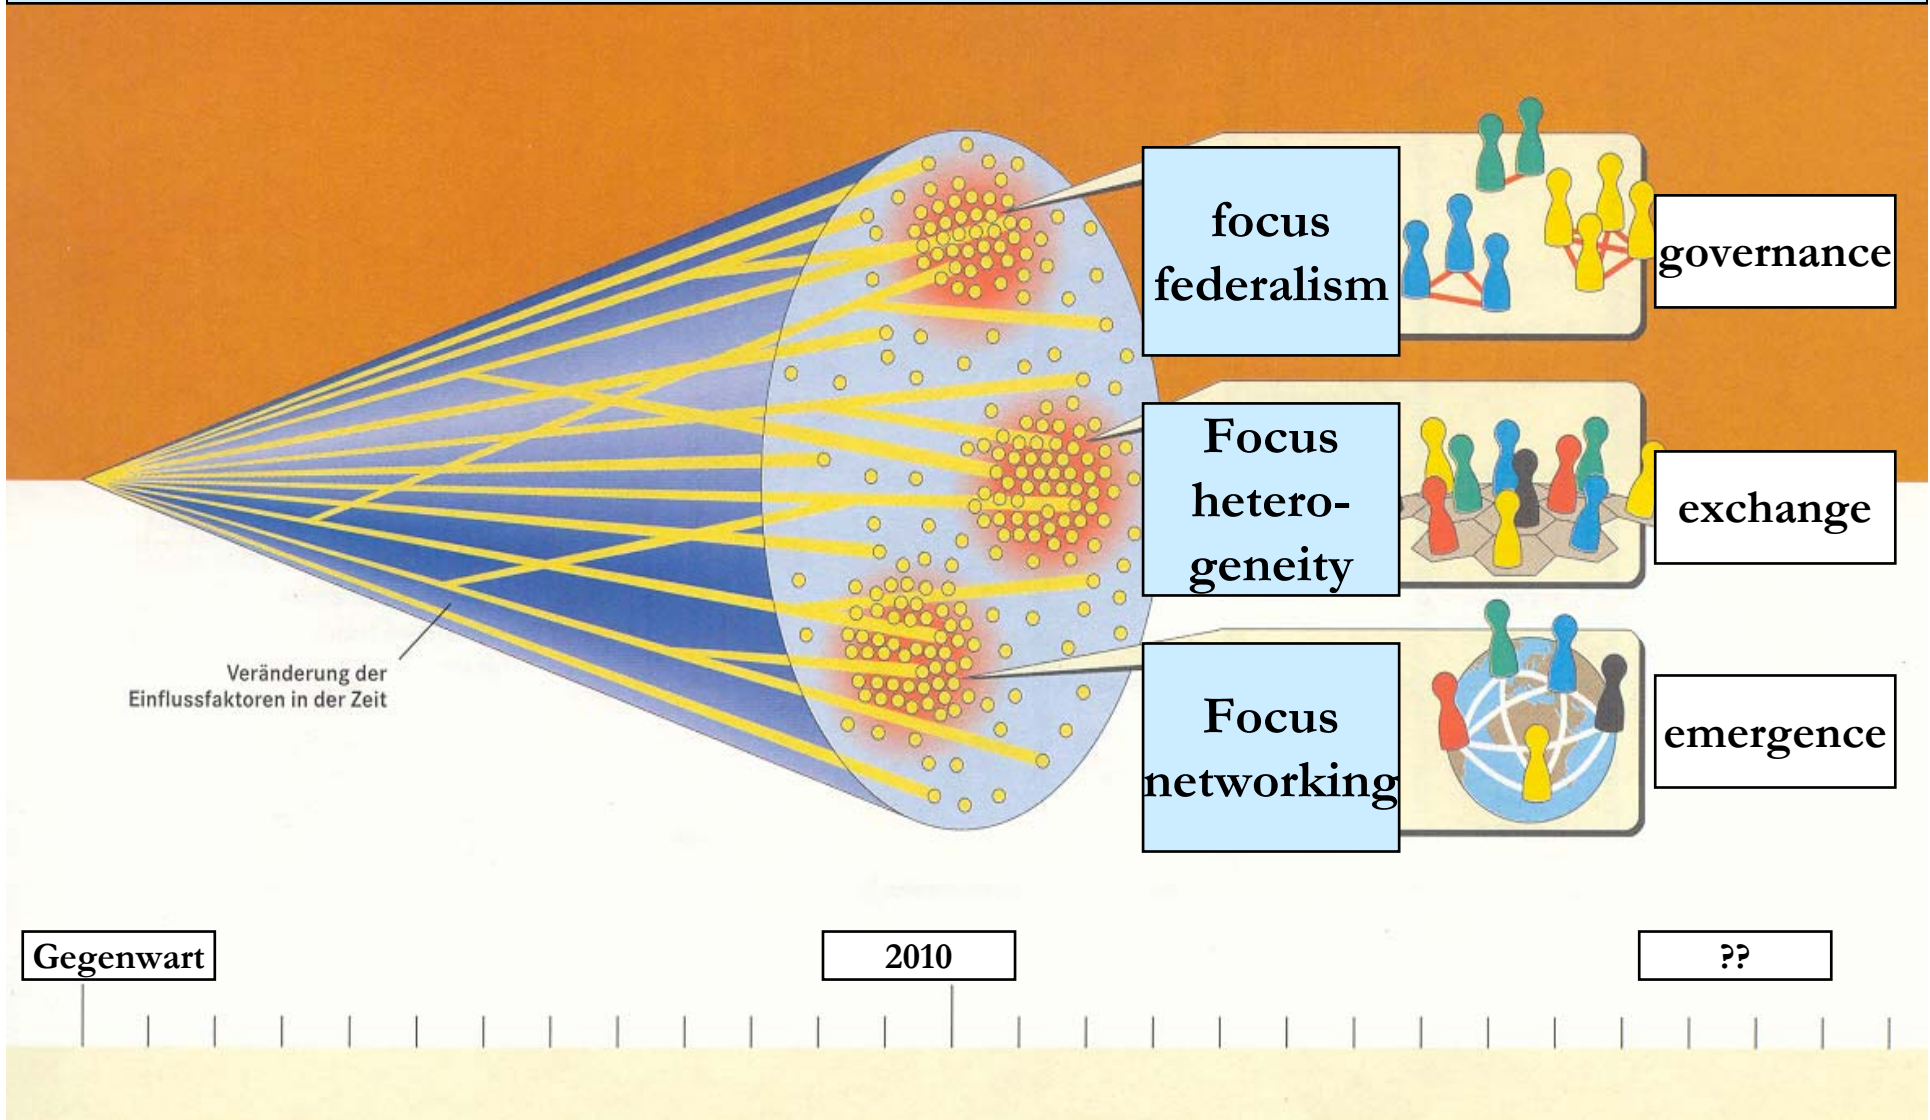 focus
federalism
governance
Focus
hetero-
geneity
exchange
Veränderung der
Einflussfaktoren in der Zeit
Focus
networking
emergence
Gegenwart
2010
??